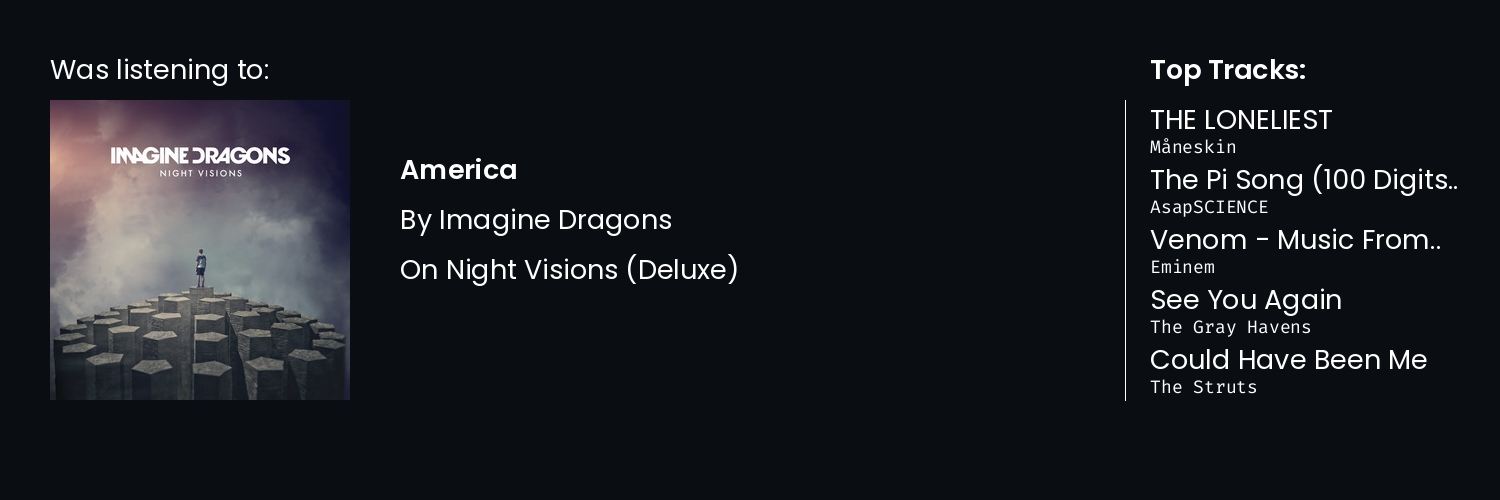 Was listening to:
IMAGINE DRAGONS
NIGHT VISIONS
America
By Imagine Dragons
On Night Visions (Deluxe)
Top Tracks:
THE LONELIEST
Måneskin
The Pi Song (100 Digits..
AsapSCIENCE
Venom - Music From..
Eminem
See You Again
The Gray Havens
Could Have Been Me
The Struts